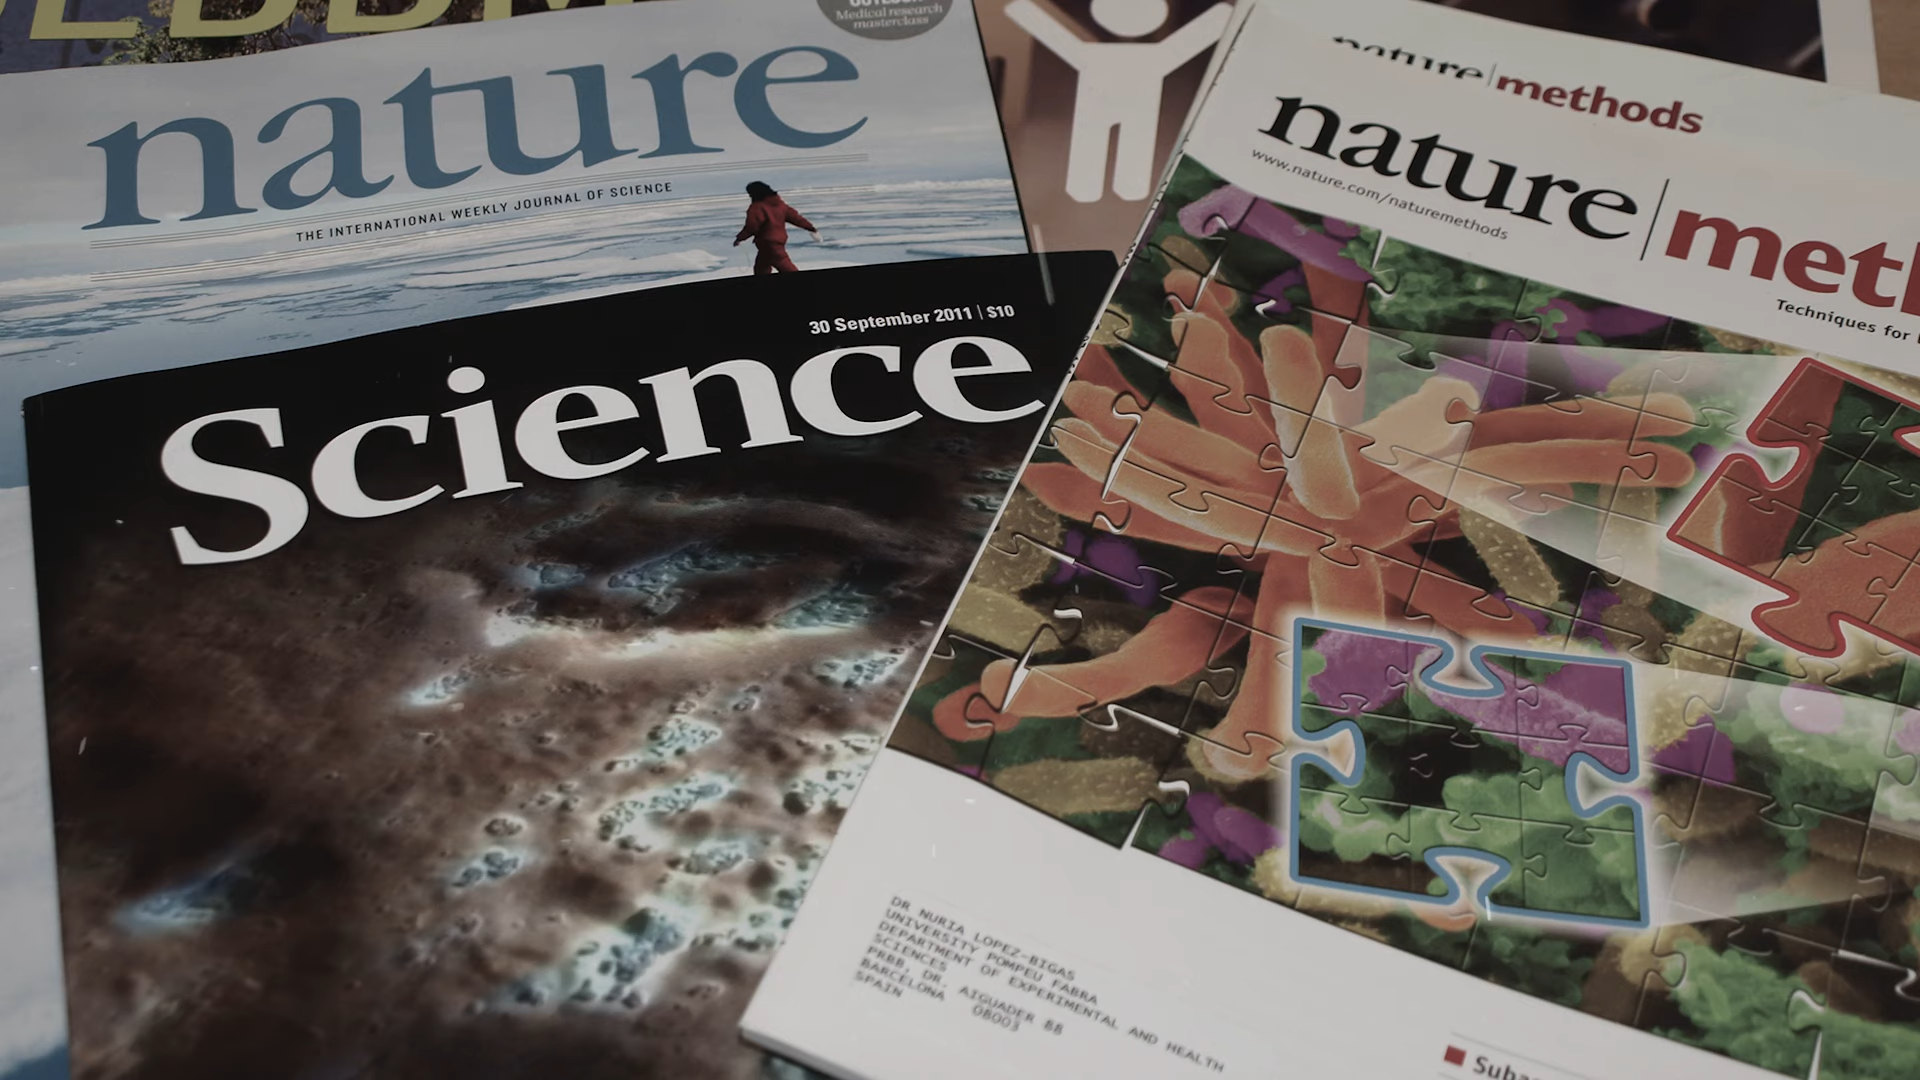 OUTLOOK
Medical research
masterclass
nature
THE INTERNATIONAL WEEKLY JOURNAL OF SCIENCE
30 September 2011 | $10
Science
nature | methods
nature
www.nature.com/naturemethods
Techniques for
DR NURIA LOPEZ-BIGAS
UNIVERSITY POMPEU FABRA
DEPARTMENT OF EXPERIMENTAL AND HEALTH
SCIENCES
PRBB, DR. AIGUADER 88
BARCELONA 08003
SPAIN